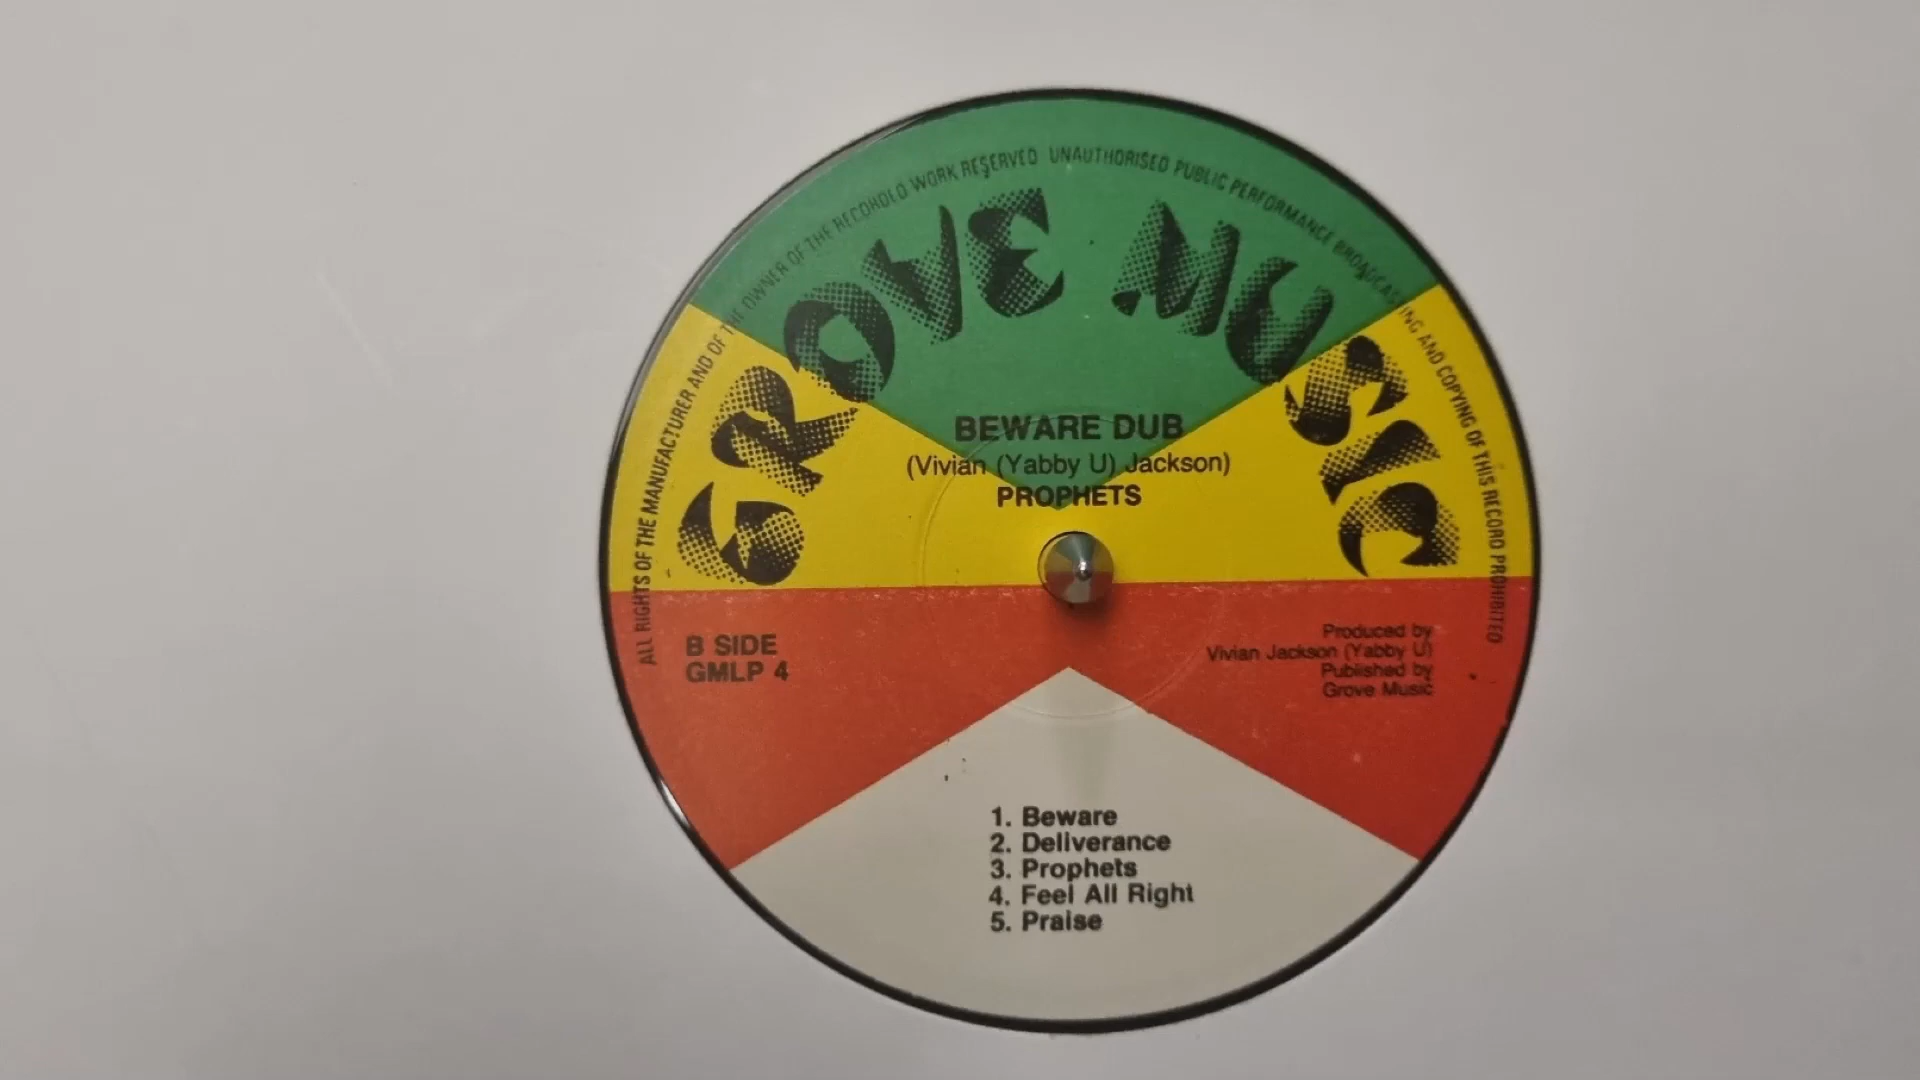 ALL RIGHTS OF THE MANUFACTURER AND OF THE OWNER OF THE RECORDED WORK RESERVED UNAUTHORISED PUBLIC PERFORMANCE BROADCASTING AND COPYING OF THIS RECORD PROHIBITED
GROVE MUSIC
BEWARE DUB
(Vivian (Yabby U) Jackson)
PROPHETS
B SIDE
GMLP 4
Produced by
Vivian Jackson (Yabby U)
Published by
Grove Music
1. Beware
2. Deliverance
3. Prophets
4. Feel All Right
5. Praise